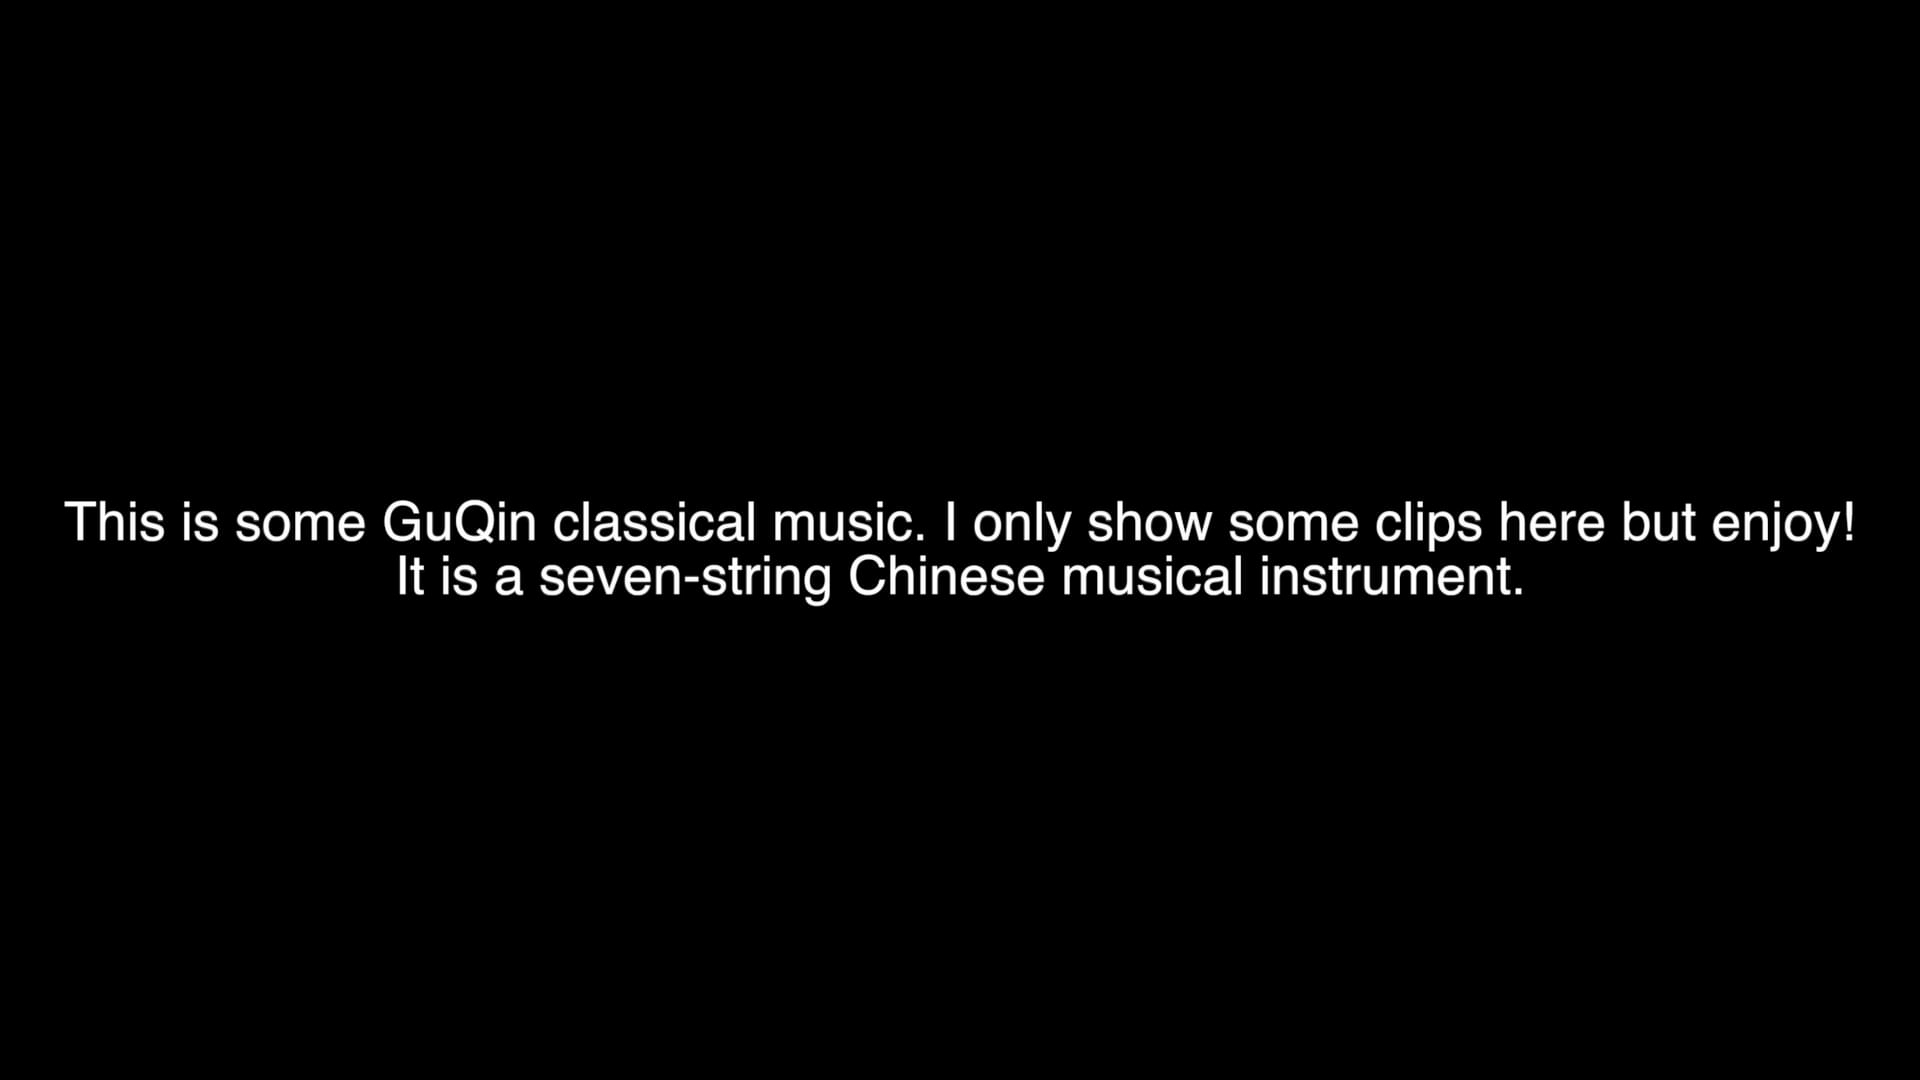 This is some GuQin classical music. I only show some clips here but enjoy!
It is a seven-string Chinese musical instrument.